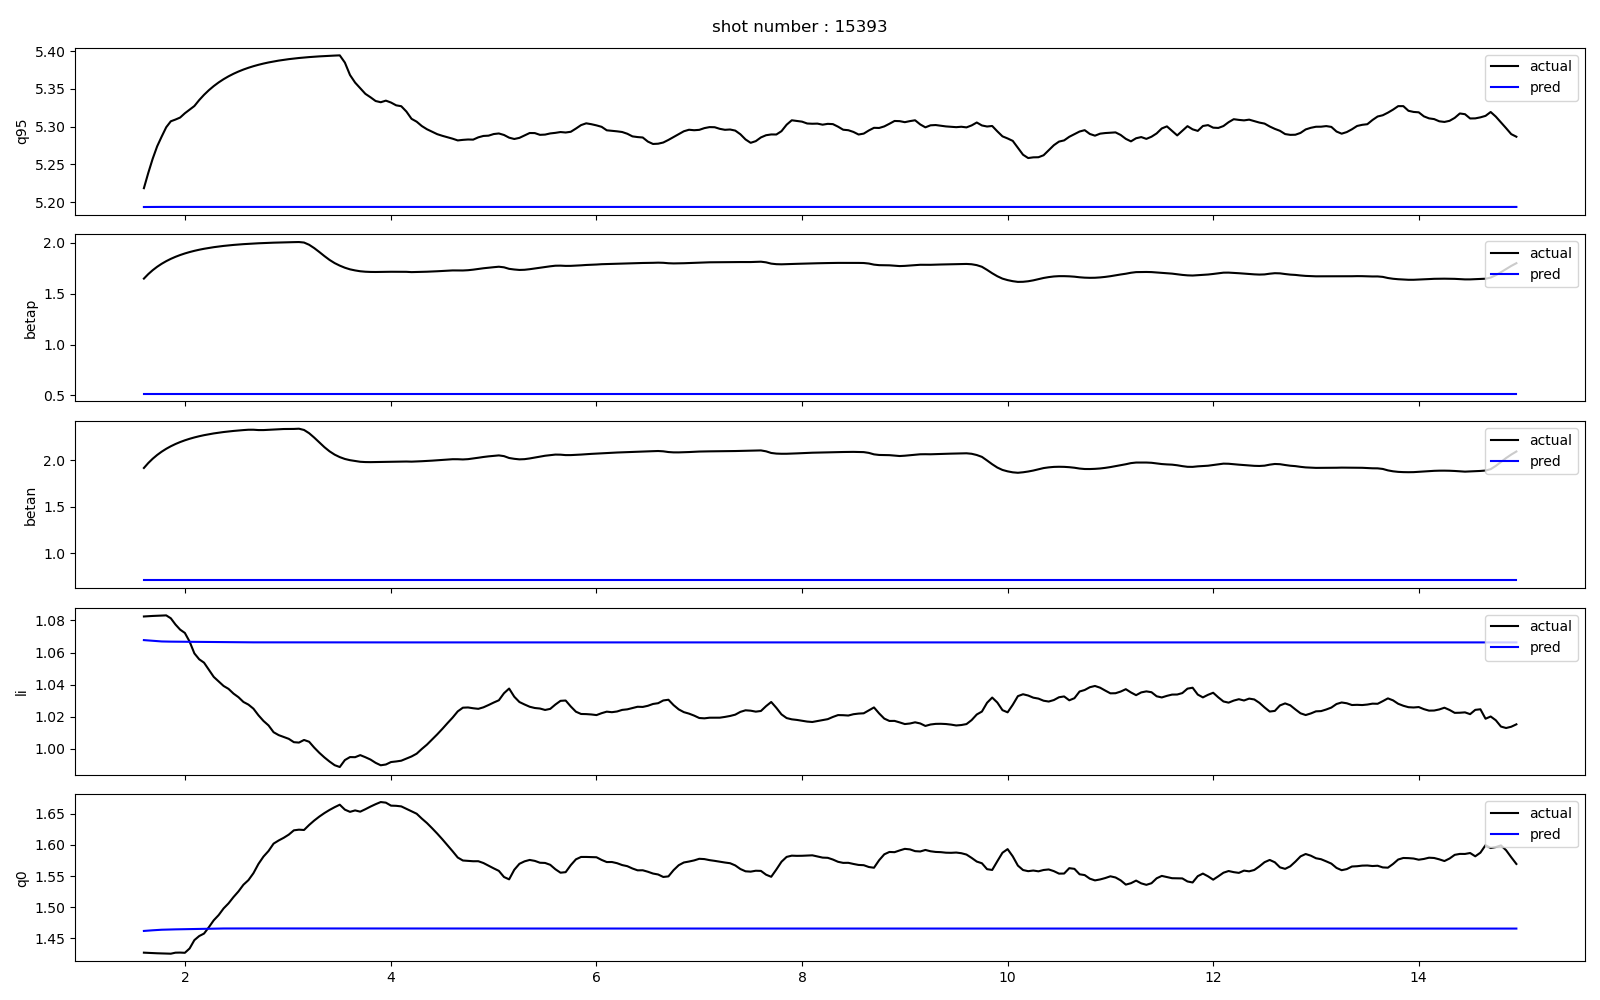 shot number : 15393
5.40
5.35
5.30
5.25
5.20
q95
actual
pred
2.0
1.5
1.0
0.5
betap
actual
pred
2.0
1.5
1.0
betan
actual
pred
1.08
1.06
1.04
1.02
1.00
li
actual
pred
1.65
1.60
1.55
1.50
1.45
q0
actual
pred
2 4 6 8 10 12 14